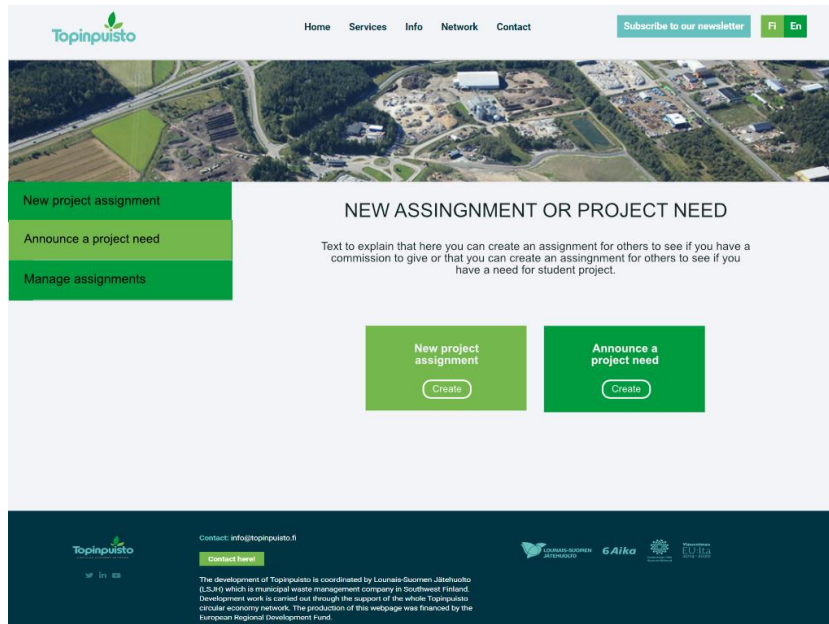 Topinpuisto
Home Services Info Network Contact
Subscribe to our newsletter
Fi En
New project assignment
Announce a project need
Manage assignments
NEW ASSINGNMENT OR PROJECT NEED
Text to explain that here you can create an assignment for others to see if you have a
commission to give or that you can create an assingnment for others to see if you
have a need for student project.
New project
assignment
Create
Announce a
project need
Create
Topinpuisto
Contact: info@topinpuisto.fi
Contact here!
The development of Topinpuisto is coordinated by Lounais-Suomen Jätehuolto
(LSJH) which is municipal waste management company in Southwest Finland.
Development work is carried out through the support of the whole Topinpuisto
circular economy network. The production of this webpage was financed by the
European Regional Development Fund.
LOUNAIS-SUOMEN
JÄTEHUOLTO
6Aika
EU:lta
2014–2020